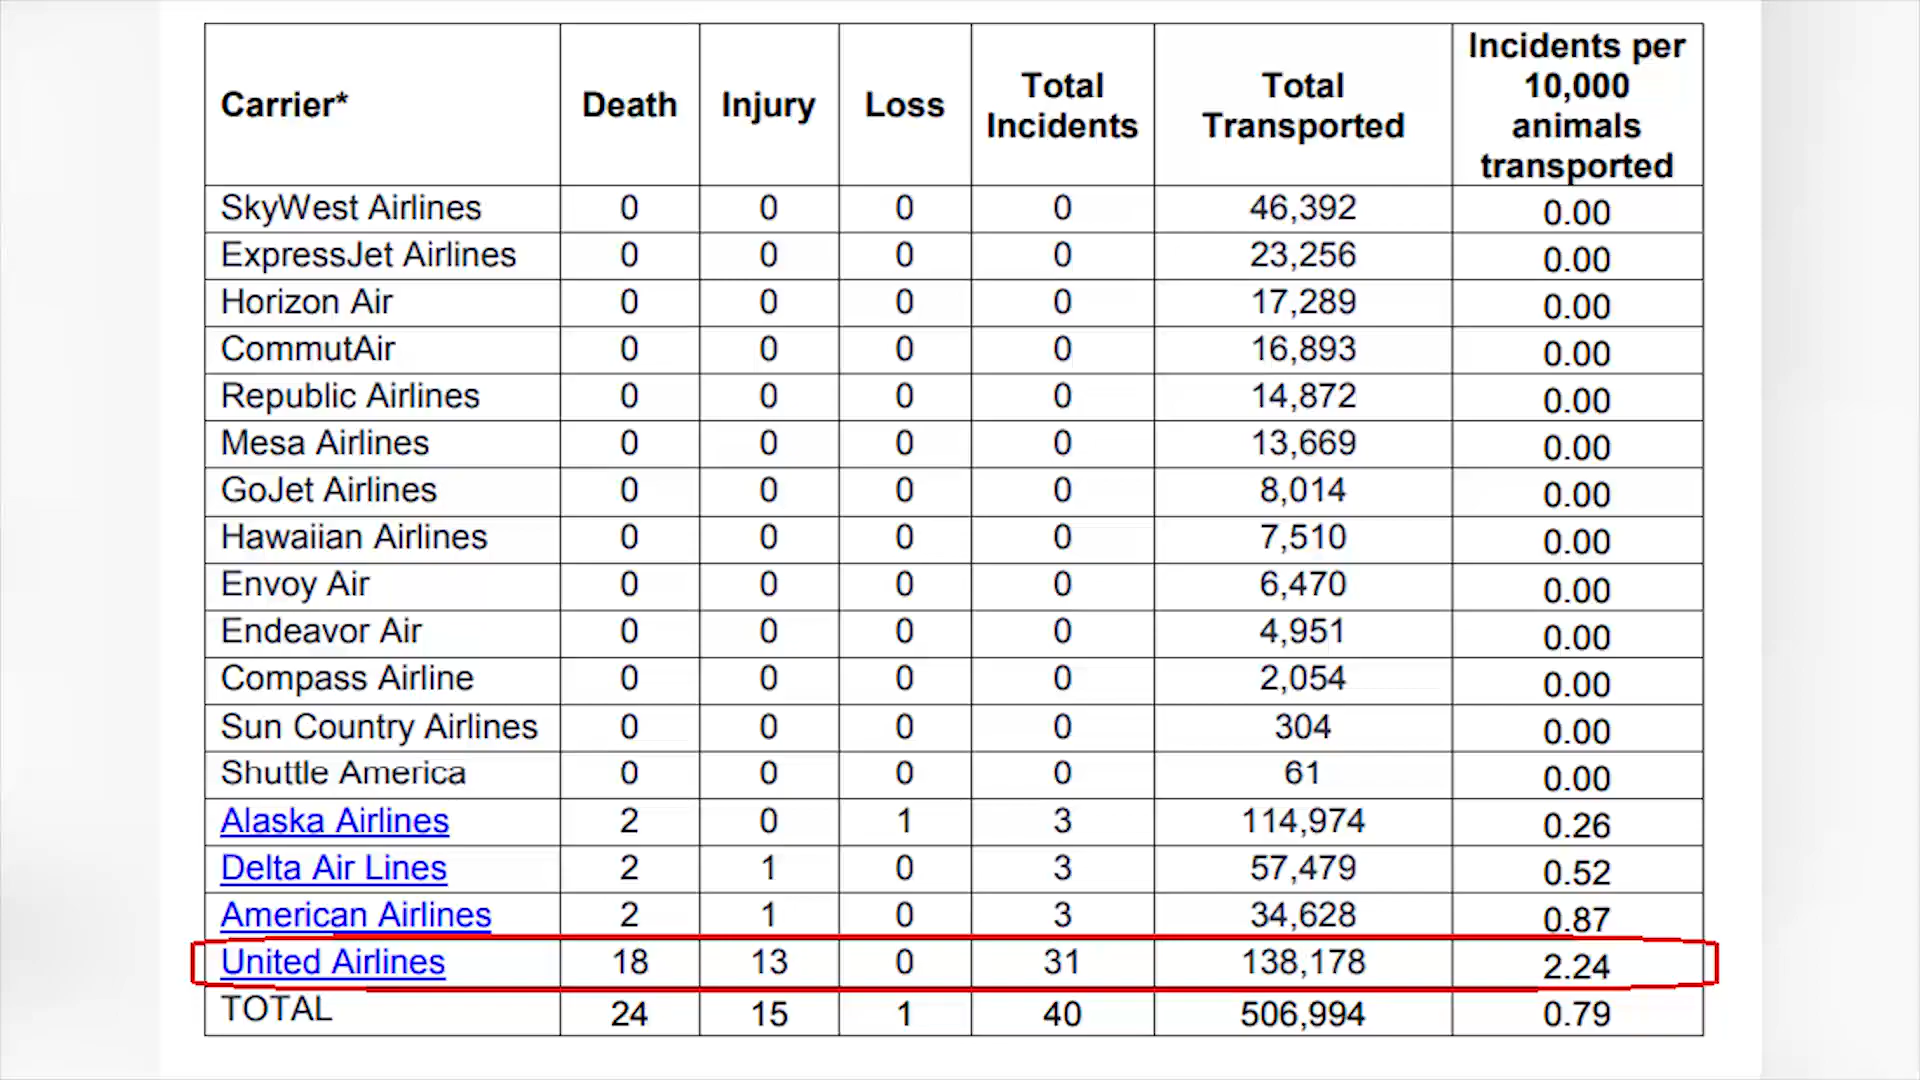 Carrier* Death Injury Loss Total Incidents Total Transported Incidents per 10,000 animals transported
SkyWest Airlines 0 0 0 0 46,392 0.00
ExpressJet Airlines 0 0 0 0 23,256 0.00
Horizon Air 0 0 0 0 17,289 0.00
CommutAir 0 0 0 0 16,893 0.00
Republic Airlines 0 0 0 0 14,872 0.00
Mesa Airlines 0 0 0 0 13,669 0.00
GoJet Airlines 0 0 0 0 8,014 0.00
Hawaiian Airlines 0 0 0 0 7,510 0.00
Envoy Air 0 0 0 0 6,470 0.00
Endeavor Air 0 0 0 0 4,951 0.00
Compass Airline 0 0 0 0 2,054 0.00
Sun Country Airlines 0 0 0 0 304 0.00
Shuttle America 0 0 0 0 61 0.00
Alaska Airlines 2 0 1 3 114,974 0.26
Delta Air Lines 2 1 0 3 57,479 0.52
American Airlines 2 1 0 3 34,628 0.87
United Airlines 18 13 0 31 138,178 2.24
TOTAL 24 15 1 40 506,994 0.79